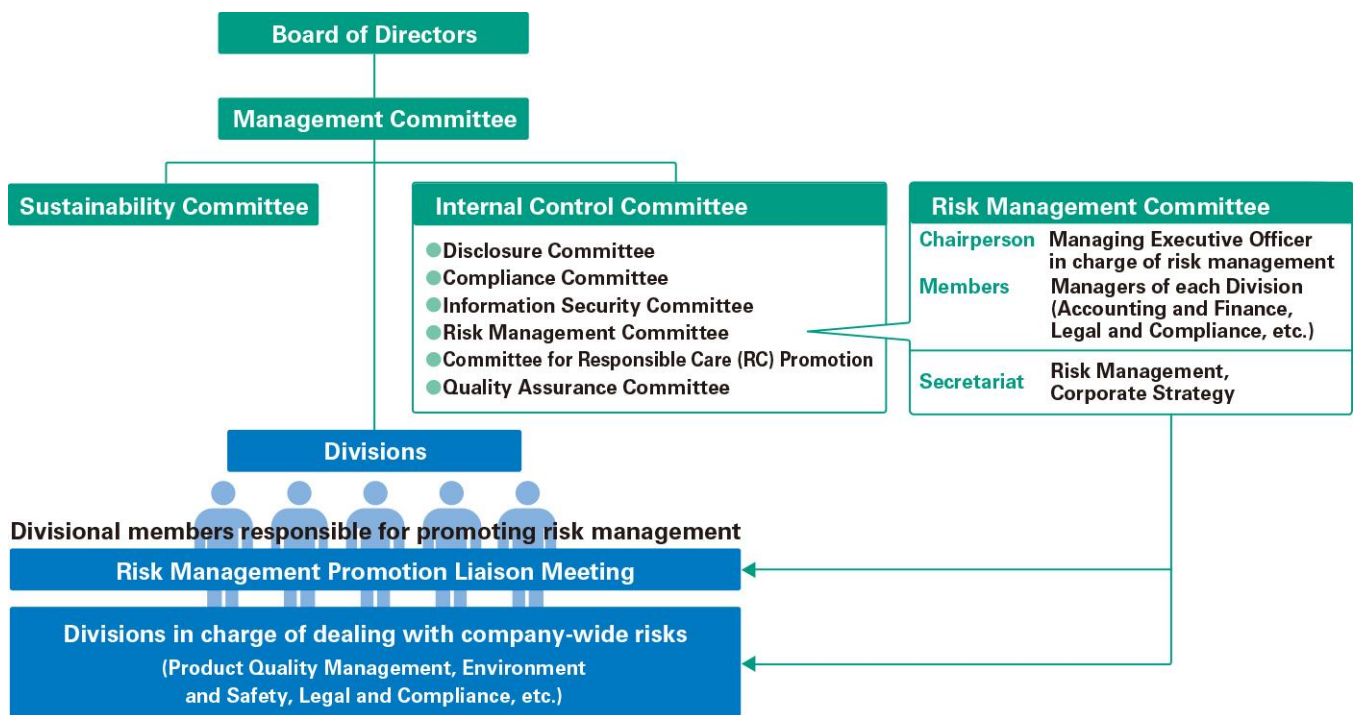 Board of Directors
Management Committee
Sustainability Committee
Internal Control Committee
●Disclosure Committee
●Compliance Committee
●Information Security Committee
●Risk Management Committee
●Committee for Responsible Care (RC) Promotion
●Quality Assurance Committee
Risk Management Committee
Chairperson Managing Executive Officer
in charge of risk management
Members Managers of each Division
(Accounting and Finance,
Legal and Compliance, etc.)
Secretariat Risk Management,
Corporate Strategy
Divisions
Divisional members responsible for promoting risk management
Risk Management Promotion Liaison Meeting
Divisions in charge of dealing with company-wide risks
(Product Quality Management, Environment
and Safety, Legal and Compliance, etc.)